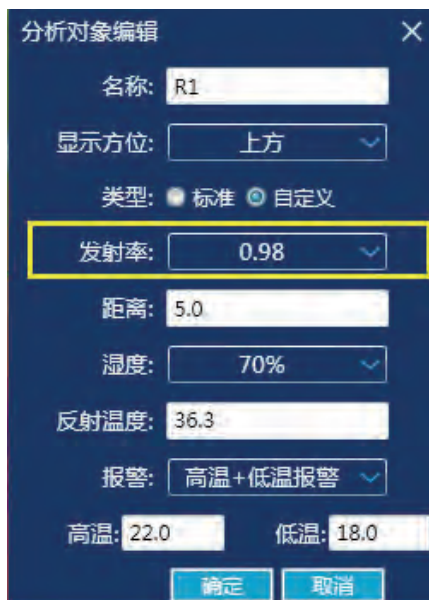 分析对象编辑
名称: R1
显示方位: 上方
类型: 标准 自定义
发射率: 0.98
距离: 5.0
湿度: 70%
反射温度: 36.3
报警: 高温+低温报警
高温: 22.0 低温: 18.0
确定 取消